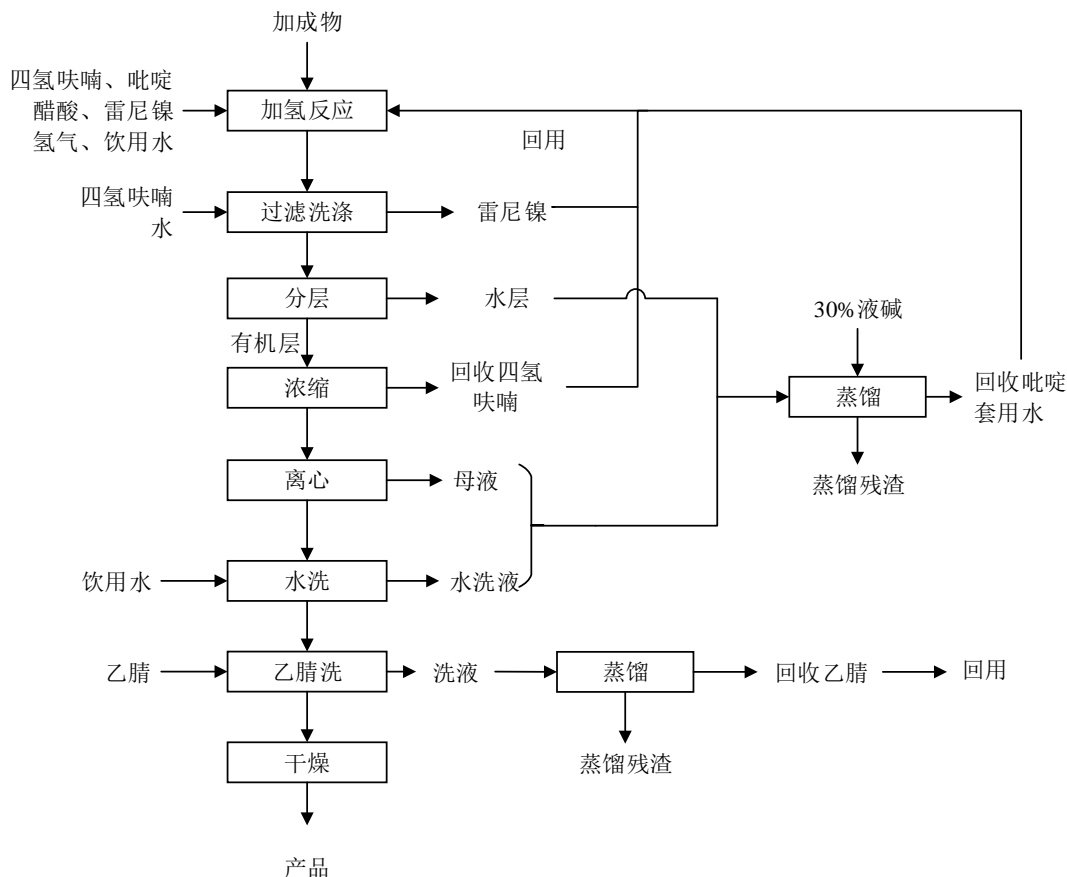 加成物
四氢呋喃、吡啶
醋酸、雷尼镍
氢气、饮用水
加氢反应
回用
四氢呋喃
水
过滤洗涤
雷尼镍
分层
水层
30%液碱
有机层
浓缩
回收四氢
呋喃
蒸馏
回收吡啶
套用水
离心
母液
蒸馏残渣
饮用水
水洗
水洗液
乙腈
乙腈洗
洗液
蒸馏
回收乙腈
回用
干燥
蒸馏残渣
产品